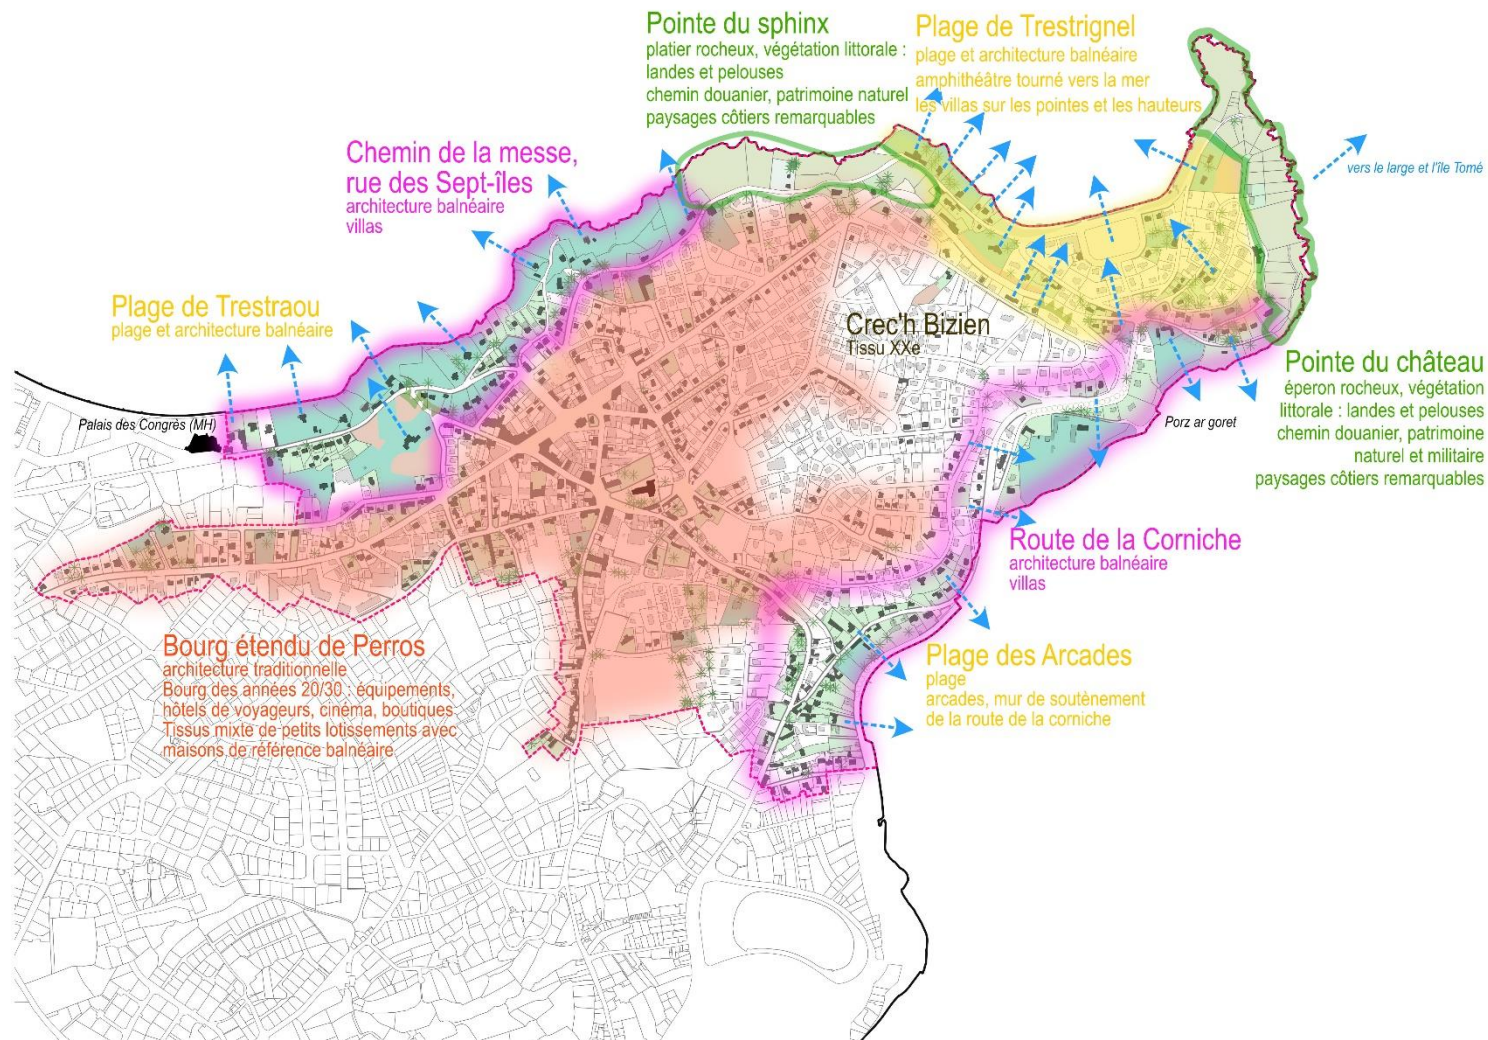 Pointe du sphinx
platier rocheux, végétation littorale :
landes et pelouses
chemin douanier, patrimoine naturel
paysages côtiers remarquables
Plage de Trestrignel
plage et architecture balnéaire
amphithéâtre tourné vers la mer
les villas sur les pointes et les hauteurs
Chemin de la messe,
rue des Sept-îles
architecture balnéaire
villas
vers le large et l'île Tomé
Plage de Trestraou
plage et architecture balnéaire
Crec'h Bizien
Tissu XXe
Palais des Congrès (MH)
Pointe du château
éperon rocheux, végétation
littorale : landes et pelouses
chemin douanier, patrimoine
naturel et militaire
paysages côtiers remarquables
Porz ar goret
Route de la Corniche
architecture balnéaire
villas
Bourg étendu de Perros
architecture traditionnelle
Bourg des années 20/30 : équipements,
hôtels de voyageurs, cinéma, boutiques
Tissus mixte de petits lotissements avec
maisons de référence balnéaire
Plage des Arcades
plage
arcades, mur de soutènement
de la route de la corniche